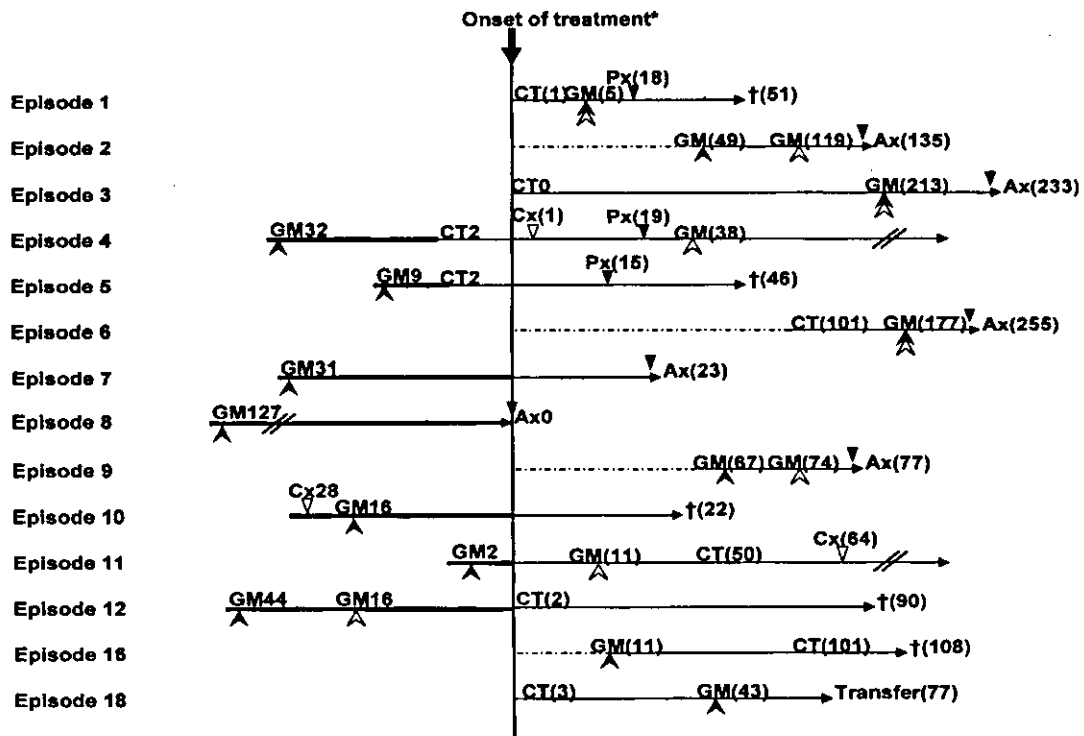 Onset of treatment*
Episode 1 CT(1) GM(5) Px(18) †(51)
Episode 2 GM(49) GM(119) Ax(135)
Episode 3 CT0 GM(213) Ax(233)
Episode 4 GM32 CT2 Cx(1) Px(19) GM(38)
Episode 5 GM9 CT2 Px(15) †(46)
Episode 6 CT(101) GM(177) Ax(255)
Episode 7 GM31 Ax(23)
Episode 8 GM127 Ax0
Episode 9 GM(67) GM(74) Ax(77)
Episode 10 Cx28 GM16 †(22)
Episode 11 GM2 GM(11) CT(50) Cx(64)
Episode 12 GM44 GM16 CT(2) †(90)
Episode 16 GM(11) CT(101) †(108)
Episode 18 CT(3) GM(43) Transfer(77)